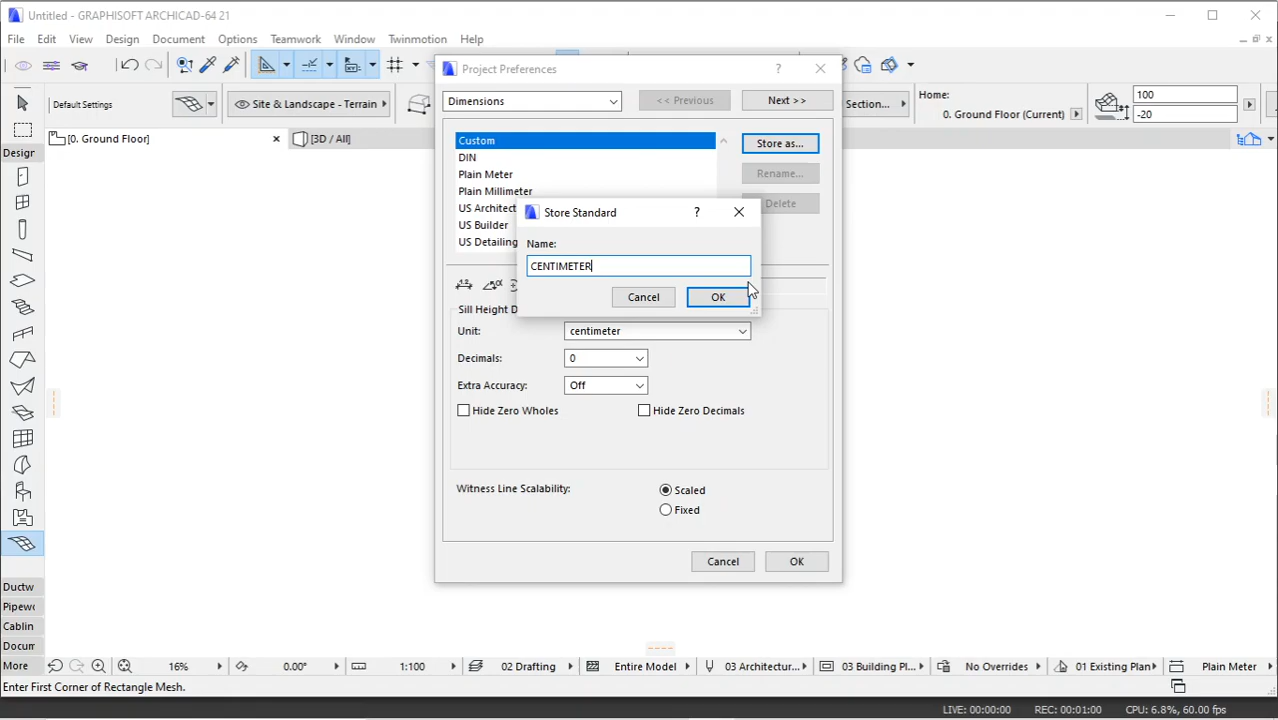 Untitled - GRAPHISOFT ARCHICAD-64 21
File Edit View Design Document Options Teamwork Window Twinmotion Help
Project Preferences
Default Settings
Site & Landscape - Terrain
Dimensions
<< Previous
Next >>
Section...
Home:
0. Ground Floor (Current)
100
-20
[0. Ground Floor]
[3D / All]
Design
Custom
DIN
Plain Meter
Plain Millimeter
US Architect
US Builder
US Detailing
Store as...
Rename...
Delete
Store Standard
Name:
CENTIMETER
Cancel
OK
Sill Height D
Unit:
centimeter
Decimals:
0
Extra Accuracy:
Off
Hide Zero Wholes
Hide Zero Decimals
Witness Line Scalability:
Scaled
Fixed
Cancel
OK
Ductw
Pipewo
Cablin
Docum
More
16%
0.00°
1:100
02 Drafting
Entire Model
03 Architectur...
03 Building Pl...
No Overrides
01 Existing Plan
Plain Meter
Enter First Corner of Rectangle Mesh.
LIVE: 00:00:00
REC: 00:01:00
CPU: 6.8%, 60.00 fps